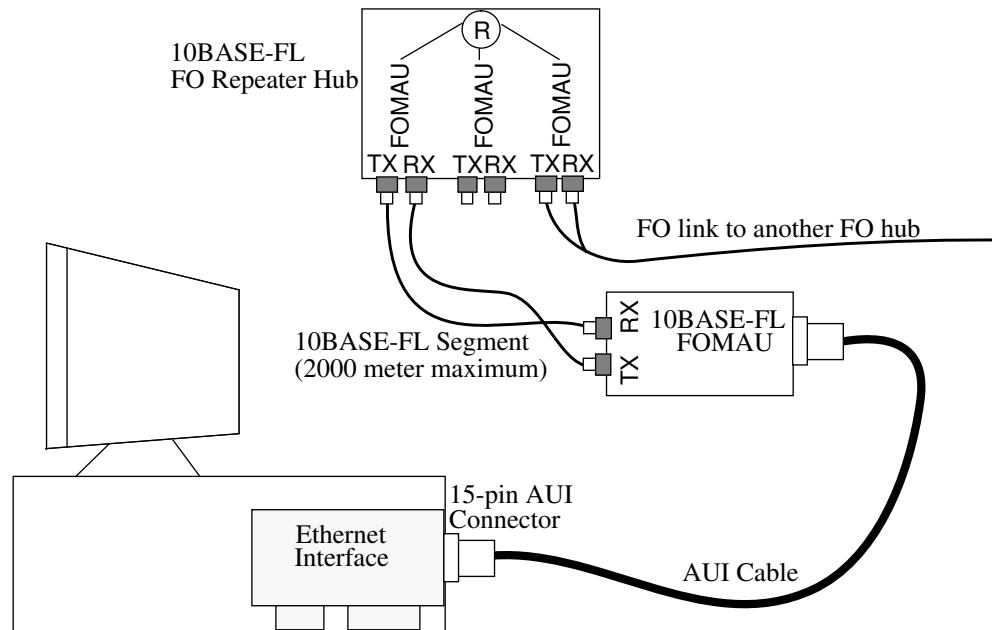 10BASE-FL
FO Repeater Hub
R
FOMAU
FOMAU
FOMAU
TX RX
TX RX
TX RX
FO link to another FO hub
10BASE-FL Segment
(2000 meter maximum)
RX
TX
10BASE-FL
FOMAU
15-pin AUI
Connector
Ethernet
Interface
AUI Cable